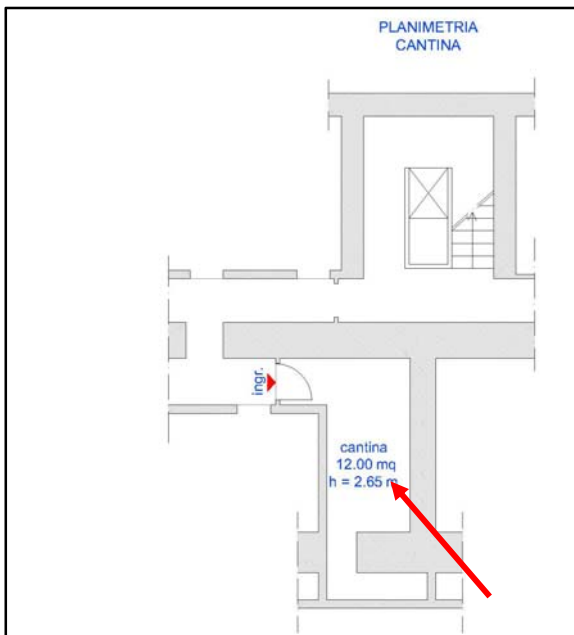 PLANIMETRIA
CANTINA
ingr.
cantina
12.00 mq
h = 2.65 m